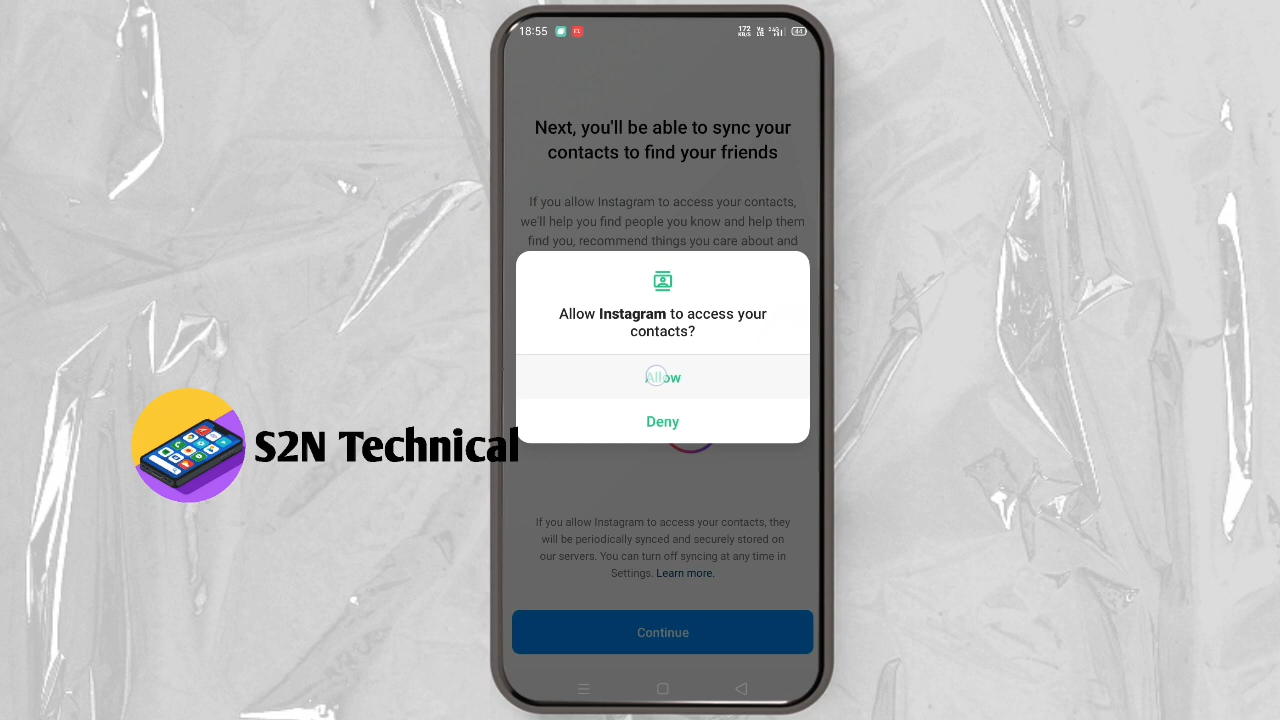 18:55
172
KB/S
Next, you'll be able to sync your
contacts to find your friends
If you allow Instagram to access your contacts,
we'll help you find people you know and help them
find you, recommend things you care about and
Allow Instagram to access your
contacts?
Allow
Deny
S2N Technical
If you allow Instagram to access your contacts, they
will be periodically synced and securely stored on
our servers. You can turn off syncing at any time in
Settings. Learn more.
Continue